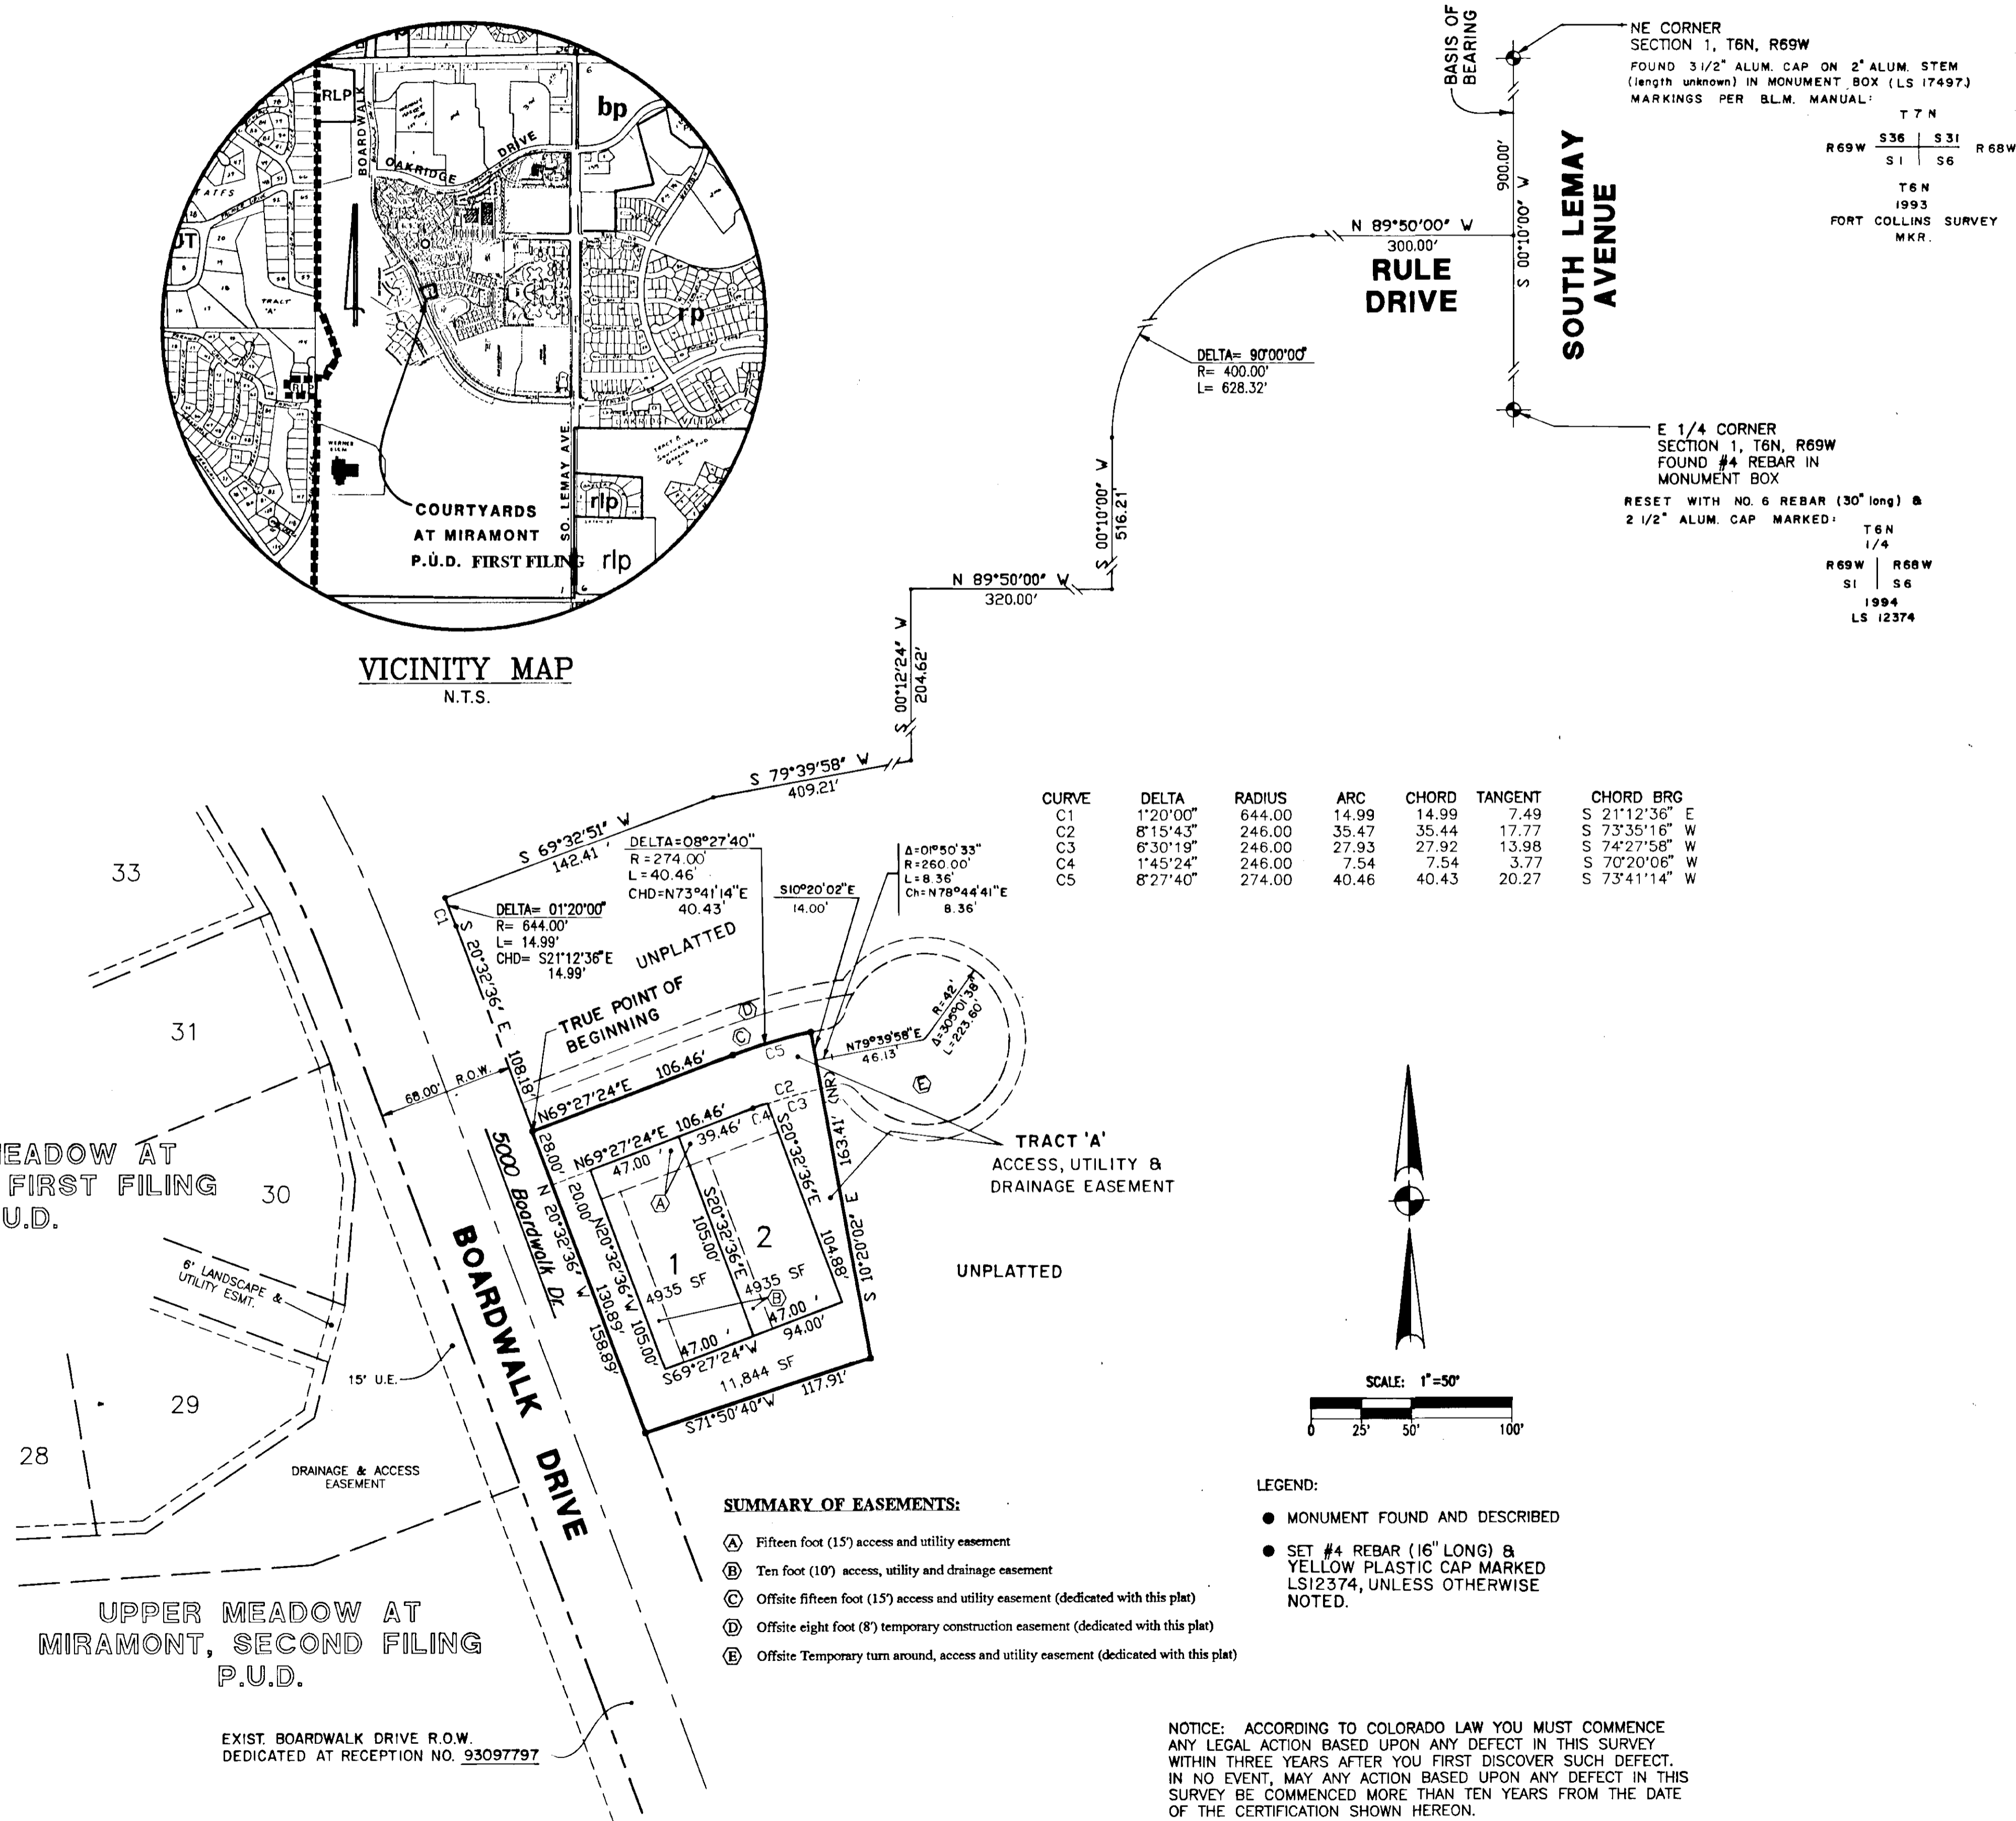 BASIS OF
BEARING
NE CORNER
SECTION 1, T6N, R69W
FOUND 3 1/2" ALUM. CAP ON 2" ALUM. STEM
(length unknown) IN MONUMENT BOX (LS 17497)
MARKINGS PER B.L.M. MANUAL:
T 7 N
R69W S36 S31 R68W
S1 S6
T6N
1993
FORT COLLINS SURVEY
MKR.
900.00'
S 00°10'00" W
SOUTH LEMAY
AVENUE
N 89°50'00" W
300.00'
RULE
DRIVE
DELTA= 90°00'00"
R= 400.00'
L= 628.32'
E 1/4 CORNER
SECTION 1, T6N, R69W
FOUND #4 REBAR IN
MONUMENT BOX
RESET WITH NO. 6 REBAR (30" long) &
2 1/2" ALUM. CAP MARKED:
T6N
1/4
R69W R68W
S1 S6
1994
LS 12374
S 00°10'00" W
516.21'
N 89°50'00" W
320.00'
S 00°12'24" W
204.62'
S 79°39'58" W
409.21'
S 69°32'51" W
142.41'
RLP
BOARDWALK
bp
OAKRIDGE DRIVE
TRACT
"A"
rp
SO. LEMAY AVE.
OAKRIDGE VILLAGE
COURTYARDS
AT MIRAMONT
P.U.D. FIRST FILING
rlp
rlp
VICINITY MAP
N.T.S.
CURVE DELTA RADIUS ARC CHORD TANGENT CHORD BRG
C1 1°20'00" 644.00 14.99 14.99 7.49 S 21°12'36" E
C2 8°15'43" 246.00 35.47 35.44 17.77 S 73°35'16" W
C3 6°30'19" 246.00 27.93 27.92 13.98 S 74°27'58" W
C4 1°45'24" 246.00 7.54 7.54 3.77 S 70°20'06" W
C5 8°27'40" 274.00 40.46 40.43 20.27 S 73°41'14" W
DELTA=08°27'40"
R=274.00'
L=40.46'
CHD=N73°41'14"E
40.43'
Δ=01°50'33"
R=260.00'
L=8.36'
Ch=N78°44'41"E
8.36'
S10°20'02"E
14.00'
C1
DELTA= 01°20'00"
R= 644.00'
L= 14.99'
CHD= S21°12'36"E
14.99'
UNPLATTED
S 20°32'36" E 108.18'
TRUE POINT OF
BEGINNING
68.00' R.O.W.
N69°27'24"E 106.46'
C5
D
C
R=42'
Δ=305°01'38"
L=223.60'
N79°39'58"E
46.13'
E
C2
C3
C4
N69°27'24"E 106.46'
47.00'
39.46'
28.00'
20.00'
N 20°32'36" W
130.89'
158.89'
N20°32'36"W 105.00'
S20°32'36"E
105.00'
S20°32'36"E 104.88'
163.41' (NR)
S 10°20'02" E
A
1
4935 SF
2
4935 SF
B
47.00'
47.00'
94.00'
S69°27'24"W
11,844 SF
S71°50'40"W 117.91'
TRACT 'A'
ACCESS, UTILITY &
DRAINAGE EASEMENT
UNPLATTED
5000 Boardwalk Dr.
BOARDWALK DRIVE
33
31
30
29
28
EADOW AT
FIRST FILING
U.D.
6' LANDSCAPE &
UTILITY ESMT.
15' U.E.
DRAINAGE & ACCESS
EASEMENT
UPPER MEADOW AT
MIRAMONT, SECOND FILING
P.U.D.
EXIST. BOARDWALK DRIVE R.O.W.
DEDICATED AT RECEPTION NO. 93097797
SUMMARY OF EASEMENTS:
A Fifteen foot (15') access and utility easement
B Ten foot (10') access, utility and drainage easement
C Offsite fifteen foot (15') access and utility easement (dedicated with this plat)
D Offsite eight foot (8') temporary construction easement (dedicated with this plat)
E Offsite Temporary turn around, access and utility easement (dedicated with this plat)
SCALE: 1"=50'
0 25' 50' 100'
LEGEND:
MONUMENT FOUND AND DESCRIBED
SET #4 REBAR (16" LONG) &
YELLOW PLASTIC CAP MARKED
LS12374, UNLESS OTHERWISE
NOTED.
NOTICE: ACCORDING TO COLORADO LAW YOU MUST COMMENCE
ANY LEGAL ACTION BASED UPON ANY DEFECT IN THIS SURVEY
WITHIN THREE YEARS AFTER YOU FIRST DISCOVER SUCH DEFECT.
IN NO EVENT, MAY ANY ACTION BASED UPON ANY DEFECT IN THIS
SURVEY BE COMMENCED MORE THAN TEN YEARS FROM THE DATE
OF THE CERTIFICATION SHOWN HEREON.